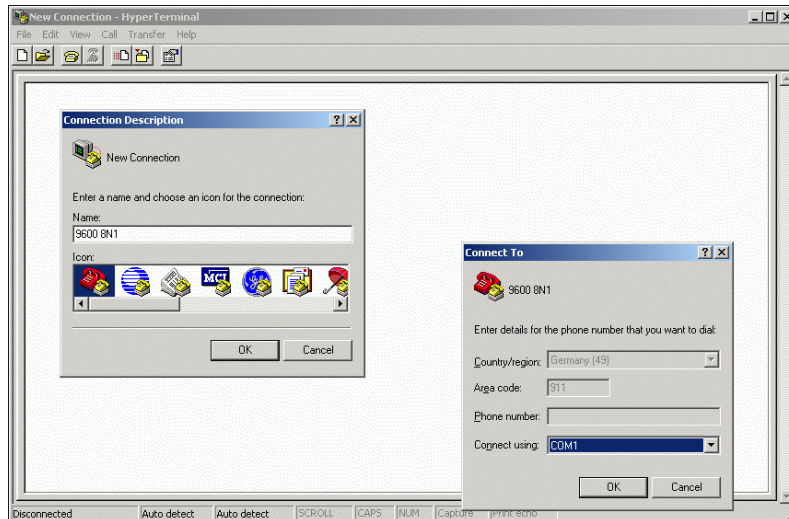 New Connection - HyperTerminal
File Edit View Call Transfer Help
Connection Description
New Connection
Enter a name and choose an icon for the connection:
Name:
9600 8N1
Icon:
MCI
OK Cancel
Connect To
9600 8N1
Enter details for the phone number that you want to dial:
Country/region: Germany (49)
Area code: 911
Phone number:
Connect using: COM1
OK Cancel
Disconnected Auto detect Auto detect SCROLL CAPS NUM Capture Print echo